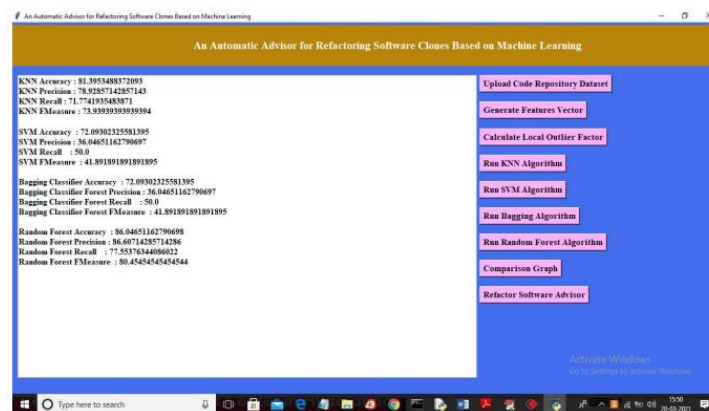 An Automatic Advisor for Refactoring Software Clones Based on Machine Learning
An Automatic Advisor for Refactoring Software Clones Based on Machine Learning
KNN Accuracy : 81.3953488372093
KNN Precision : 78.92857142857143
KNN Recall : 71.7741935483871
KNN FMeasure : 73.93939393939394
SVM Accuracy : 72.09302325581395
SVM Precision : 36.04651162790697
SVM Recall : 50.0
SVM FMeasure : 41.891891891891895
Bagging Classifier Accuracy : 72.09302325581395
Bagging Classifier Forest Precision : 36.04651162790697
Bagging Classifier Forest Recall : 50.0
Bagging Classifier Forest FMeasure : 41.891891891891895
Random Forest Accuracy : 86.04651162790698
Random Forest Precision : 86.60714285714286
Random Forest Recall : 77.55376344086022
Random Forest FMeasure : 80.45454545454544
Upload Code Repository Dataset
Generate Features Vector
Calculate Local Outlier Factor
Run KNN Algorithm
Run SVM Algorithm
Run Bagging Algorithm
Run Random Forest Algorithm
Comparison Graph
Refactor Software Advisor
Activate Windows
Go to Settings to activate Windows.
Type here to search
15:50
20-03-2021